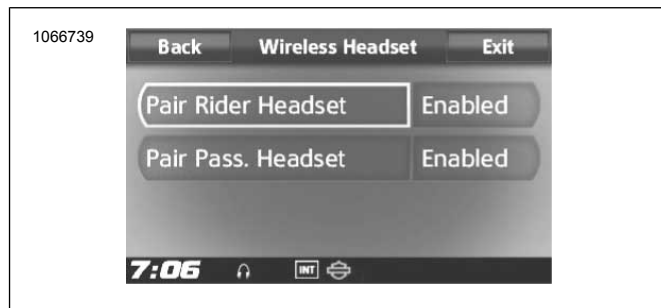 1066739
Back Wireless Headset Exit
Pair Rider Headset Enabled
Pair Pass. Headset Enabled
7:06 INT